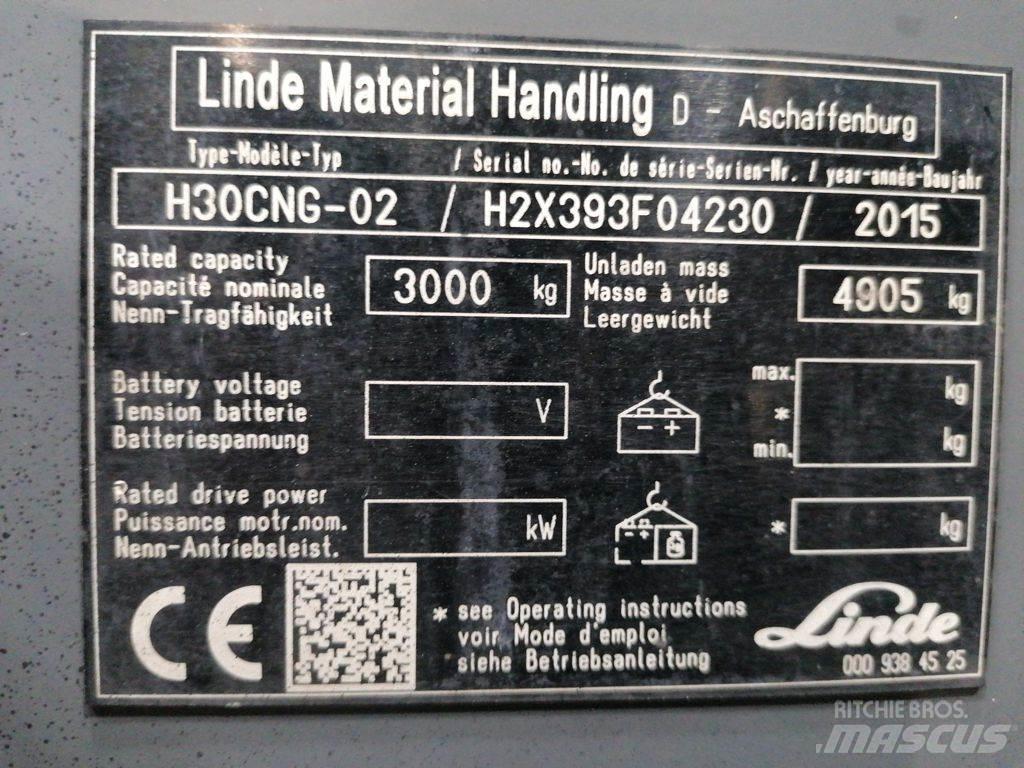 Linde Material Handling D - Aschaffenburg
Type-Modèle-Typ / Serial no.-No. de série-Serien-Nr. / year-année-Baujahr
H30CNG-02 / H2X393F04230 / 2015
Rated capacity
Capacité nominale
Nenn-Tragfähigkeit
3000 kg
Unladen mass
Masse à vide
Leergewicht
4905 kg
Battery voltage
Tension batterie
Batteriespannung
V
- +
max.
*
min.
kg
kg
Rated drive power
Puissance motr.nom.
Nenn-Antriebsleist.
kW
- +
*
kg
CE
* see Operating instructions
voir Mode d'emploi
siehe Betriebsanleitung
Linde
000 938 45 25
RITCHIE BROS.
MASCUS